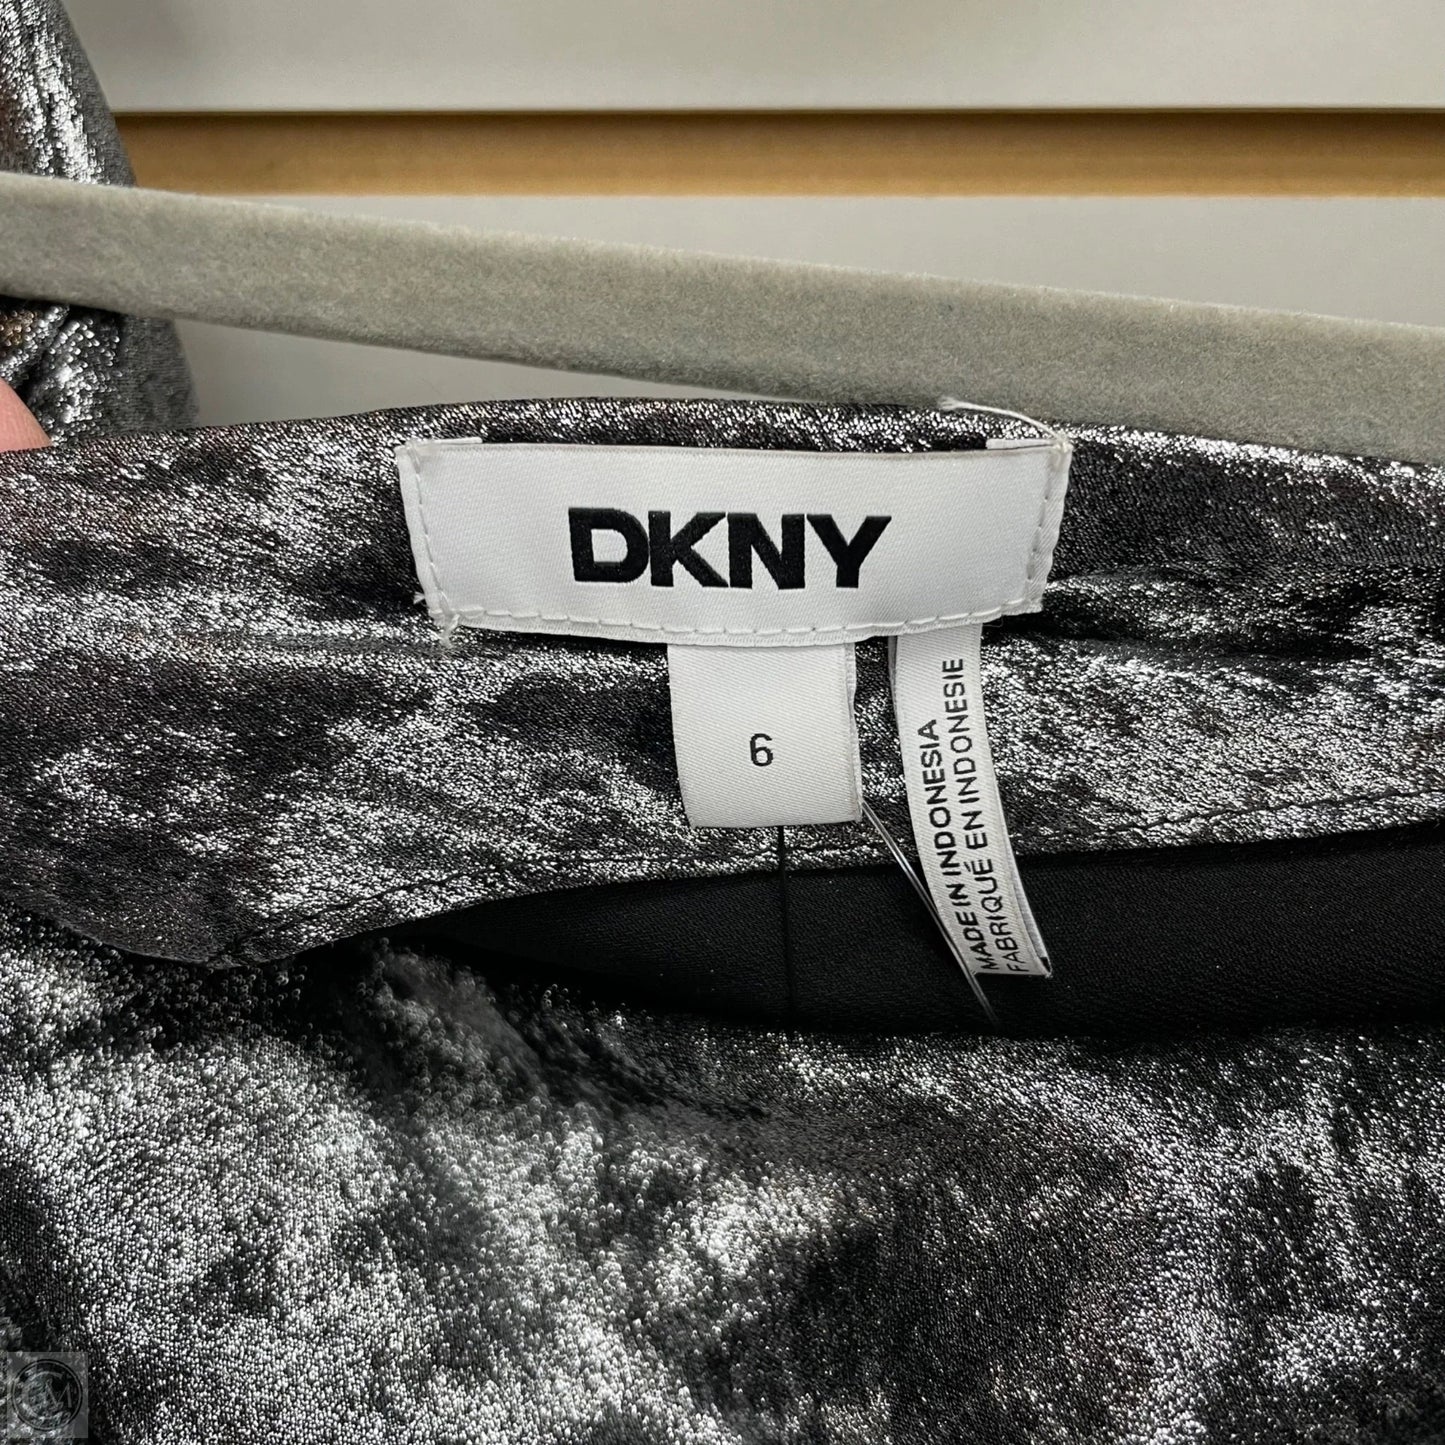 DKNY
6
MADE IN INDONESIA
FABRIQUÉ EN INDONESIE